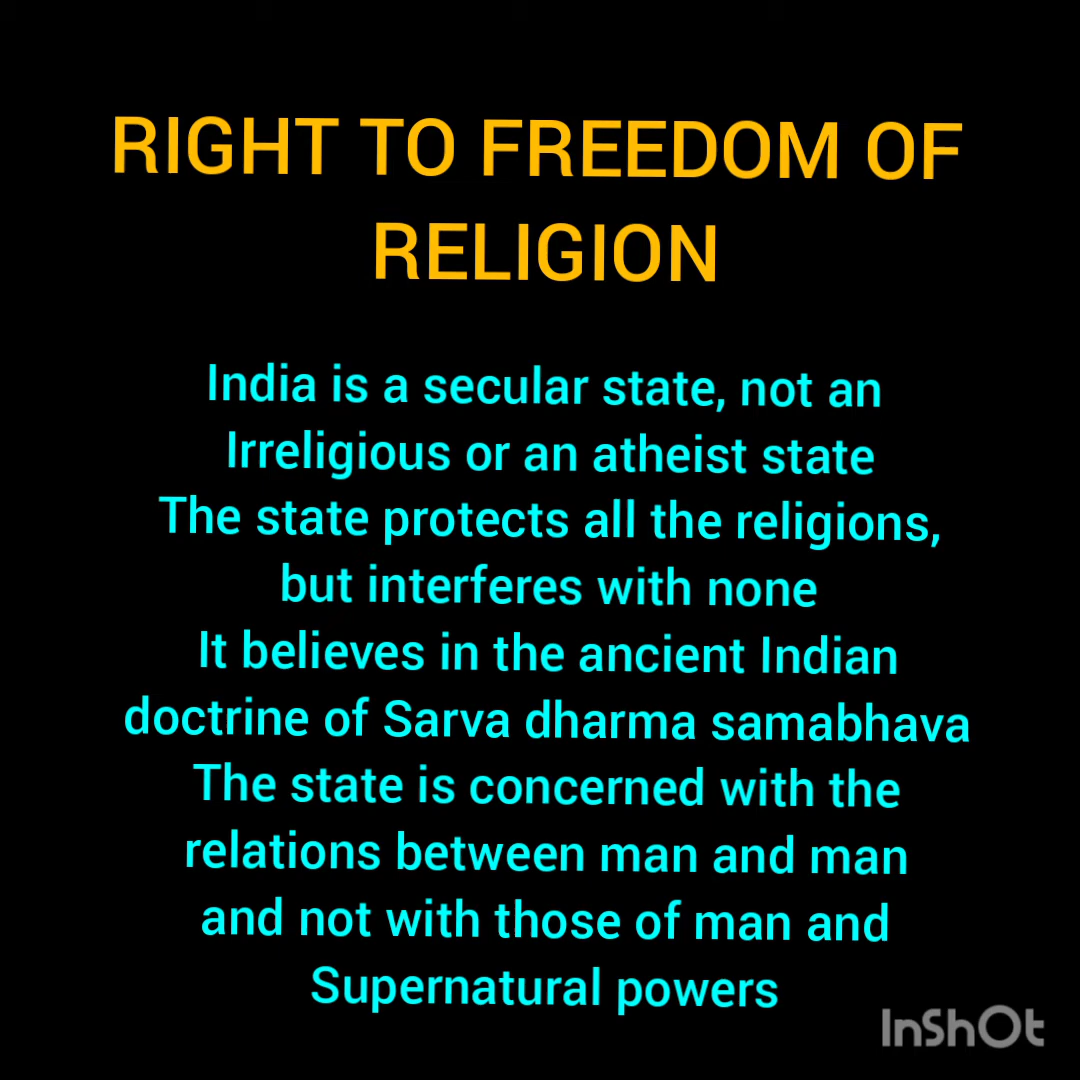 RIGHT TO FREEDOM OF
RELIGION
India is a secular state, not an
Irreligious or an atheist state
The state protects all the religions,
but interferes with none
It believes in the ancient Indian
doctrine of Sarva dharma samabhava
The state is concerned with the
relations between man and man
and not with those of man and
Supernatural powers
InShOt